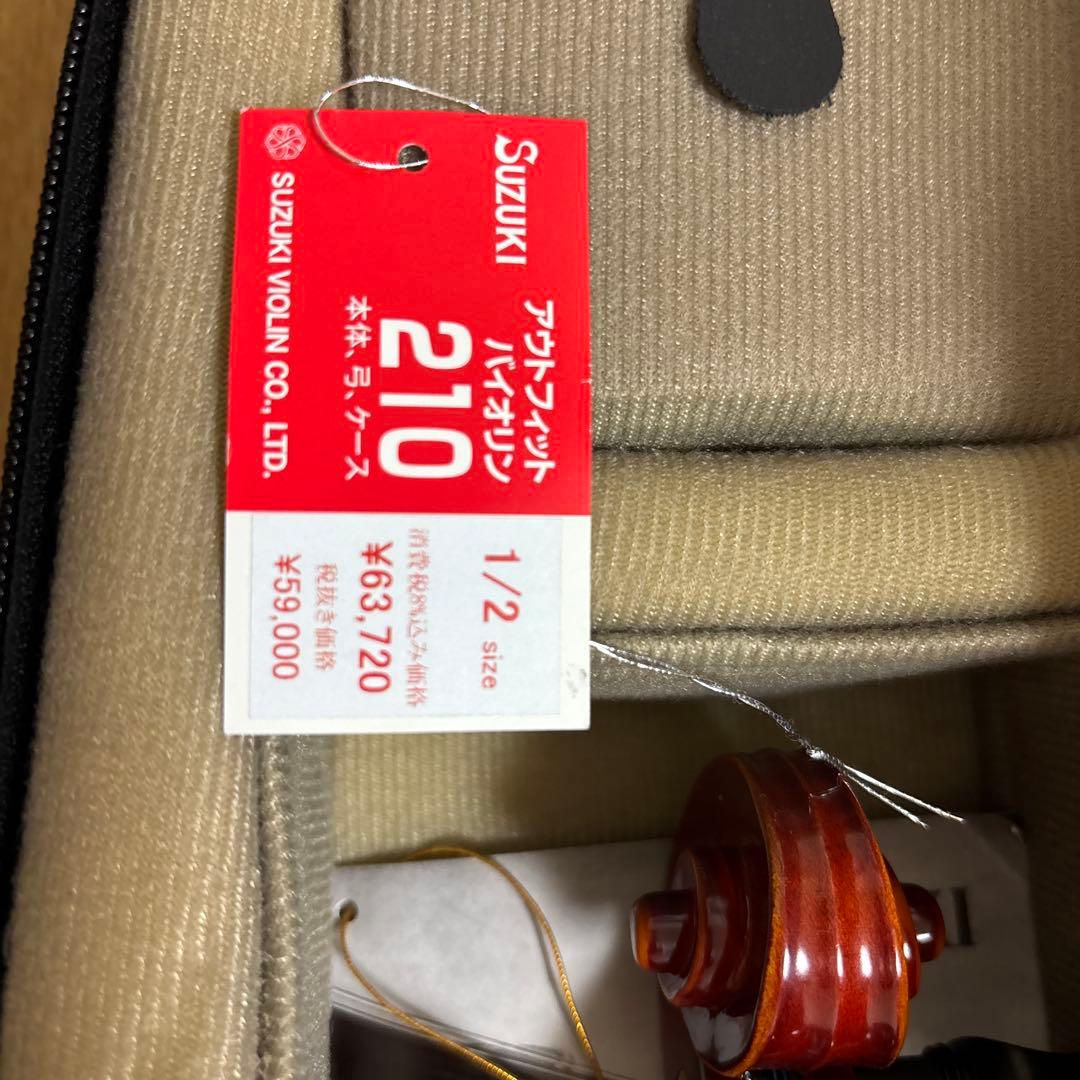 SUZUKI
アウトフィット
バイオリン
210
本体、弓、ケース
SUZUKI VIOLIN CO., LTD.
1/2 size
消費税8%込み価格
¥63,720
税抜き価格
¥59,000